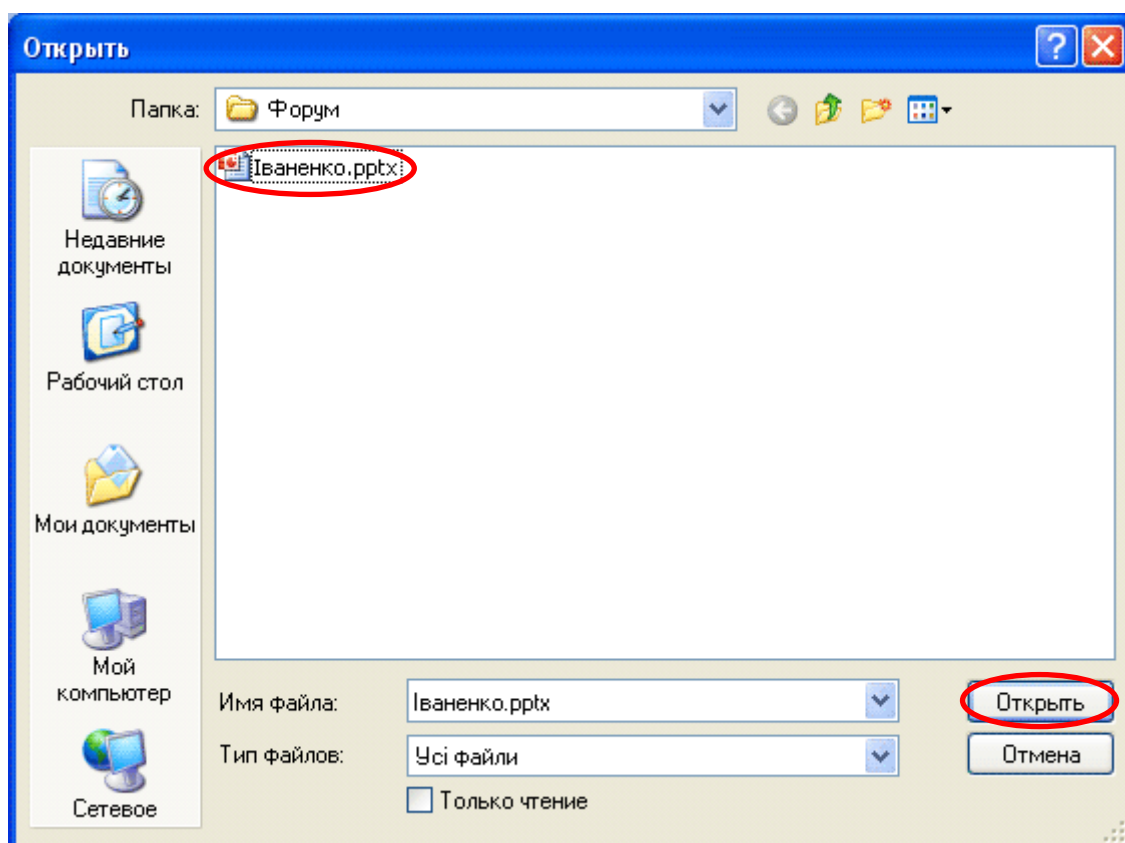 Открыть
Папка:
Форум
Іваненко.pptx
Недавние
документы
Рабочий стол
Мои документы
Мой
компьютер
Сетевое
Имя файла:
Іваненко.pptx
Открыть
Тип файлов:
Усі файли
Отмена
Только чтение